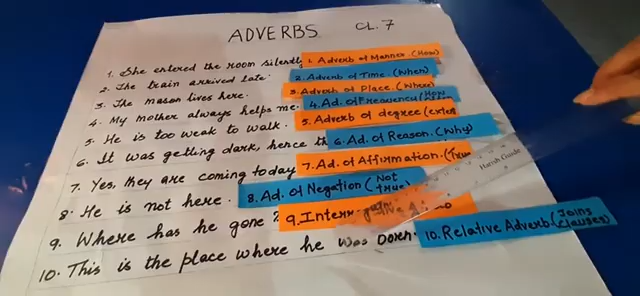 ADVERBS CL. 7
1. She entered the room silently 1. Adverb of Manner. (How)
2. The train arrived late. 2. Adverb of Time. (When)
3. The mason lives here. 3. Adverb of Place. (Where)
4. My mother always helps me. 4. Ad. of Frequency (How
5. He is too weak to walk. 5. Adverb of degree (exten
6. It was getting dark, hence th 6. Ad. of Reason. (Why)
7. Yes, they are coming today 7. Ad. of Affirmation. (True
8. He is not here. 8. Ad. of Negation (Not true)
9. Where has he gone? 9.
10. This is the place where he was born. 10. Relative Adverb (Joins clauses)